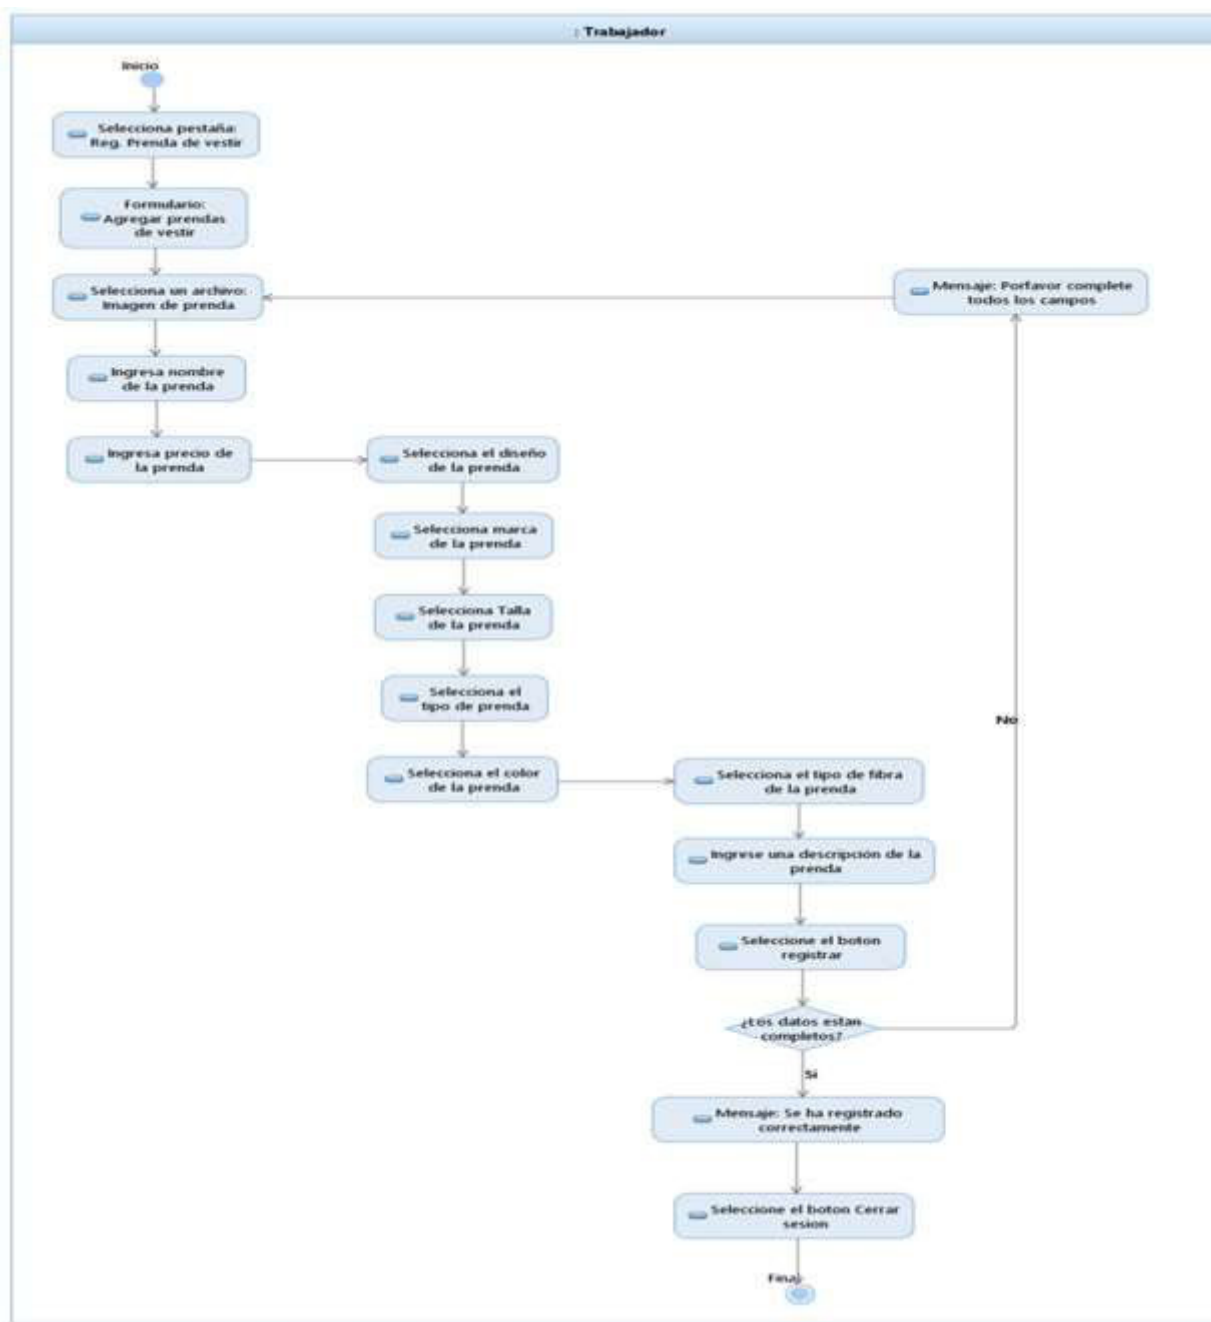 : Trabajador
Inicio
Selecciona pestaña:
Reg. Prenda de vestir
Formulario:
Agregar prendas
de vestir
Selecciona un archivo:
Imagen de prenda
Mensaje: Porfavor complete
todos los campos
Ingresa nombre
de la prenda
Ingresa precio de
la prenda
Selecciona el diseño
de la prenda
Selecciona marca
de la prenda
Selecciona Talla
de la prenda
Selecciona el
tipo de prenda
No
Selecciona el color
de la prenda
Selecciona el tipo de fibra
de la prenda
Ingrese una descripción de la
prenda
Seleccione el boton
registrar
¿Los datos estan
completos?
Si
Mensaje: Se ha registrado
correctamente
Seleccione el boton Cerrar
sesion
Final